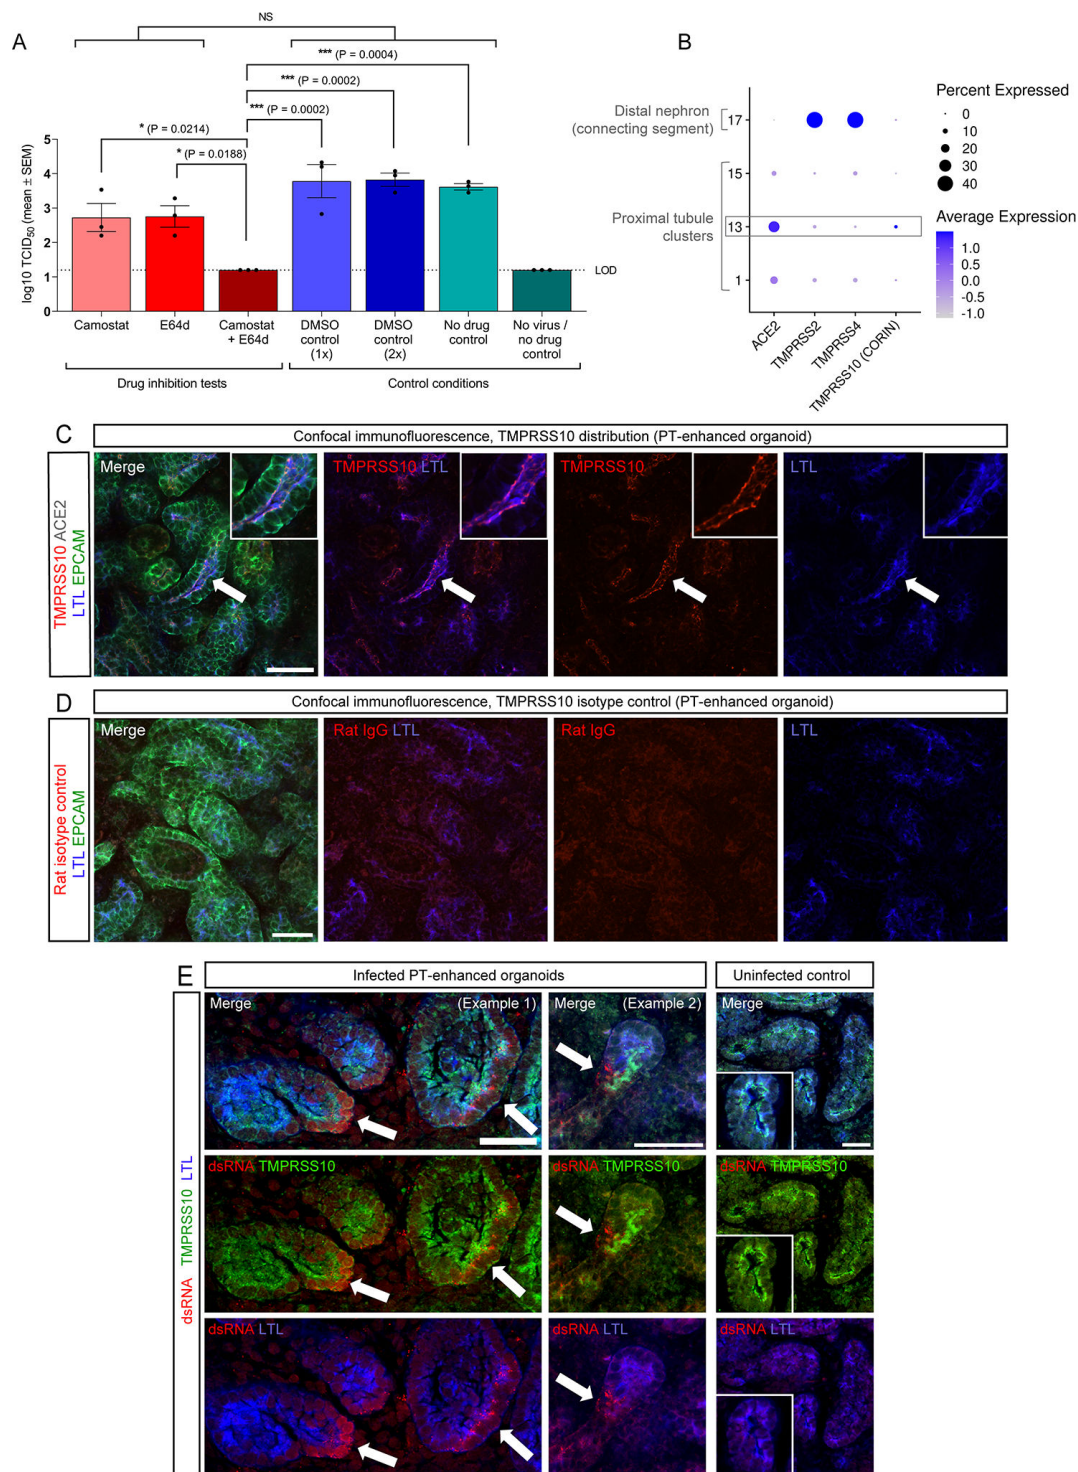 A
NS
*** (P = 0.0004)
*** (P = 0.0002)
*** (P = 0.0002)
* (P = 0.0214)
* (P = 0.0188)
log10 TCID50 (mean ± SEM)
5
4
3
2
1
0
LOD
Camostat
E64d
Camostat + E64d
DMSO control (1x)
DMSO control (2x)
No drug control
No virus / no drug control
Drug inhibition tests
Control conditions
B
Distal nephron (connecting segment)
Proximal tubule clusters
17
15
13
1
ACE2
TMPRSS2
TMPRSS4
TMPRSS10 (CORIN)
Percent Expressed
0
10
20
30
40
Average Expression
1.0
0.5
0.0
-0.5
-1.0
C
Confocal immunofluorescence, TMPRSS10 distribution (PT-enhanced organoid)
TMPRSS10 ACE2
LTL EPCAM
Merge
TMPRSS10 LTL
TMPRSS10
LTL
D
Confocal immunofluorescence, TMPRSS10 isotype control (PT-enhanced organoid)
Rat isotype control
LTL EPCAM
Merge
Rat IgG LTL
Rat IgG
LTL
E
Infected PT-enhanced organoids
Uninfected control
dsRNA TMPRSS10 LTL
Merge
(Example 1)
Merge
(Example 2)
Merge
dsRNA TMPRSS10
dsRNA TMPRSS10
dsRNA TMPRSS10
dsRNA LTL
dsRNA LTL
dsRNA LTL